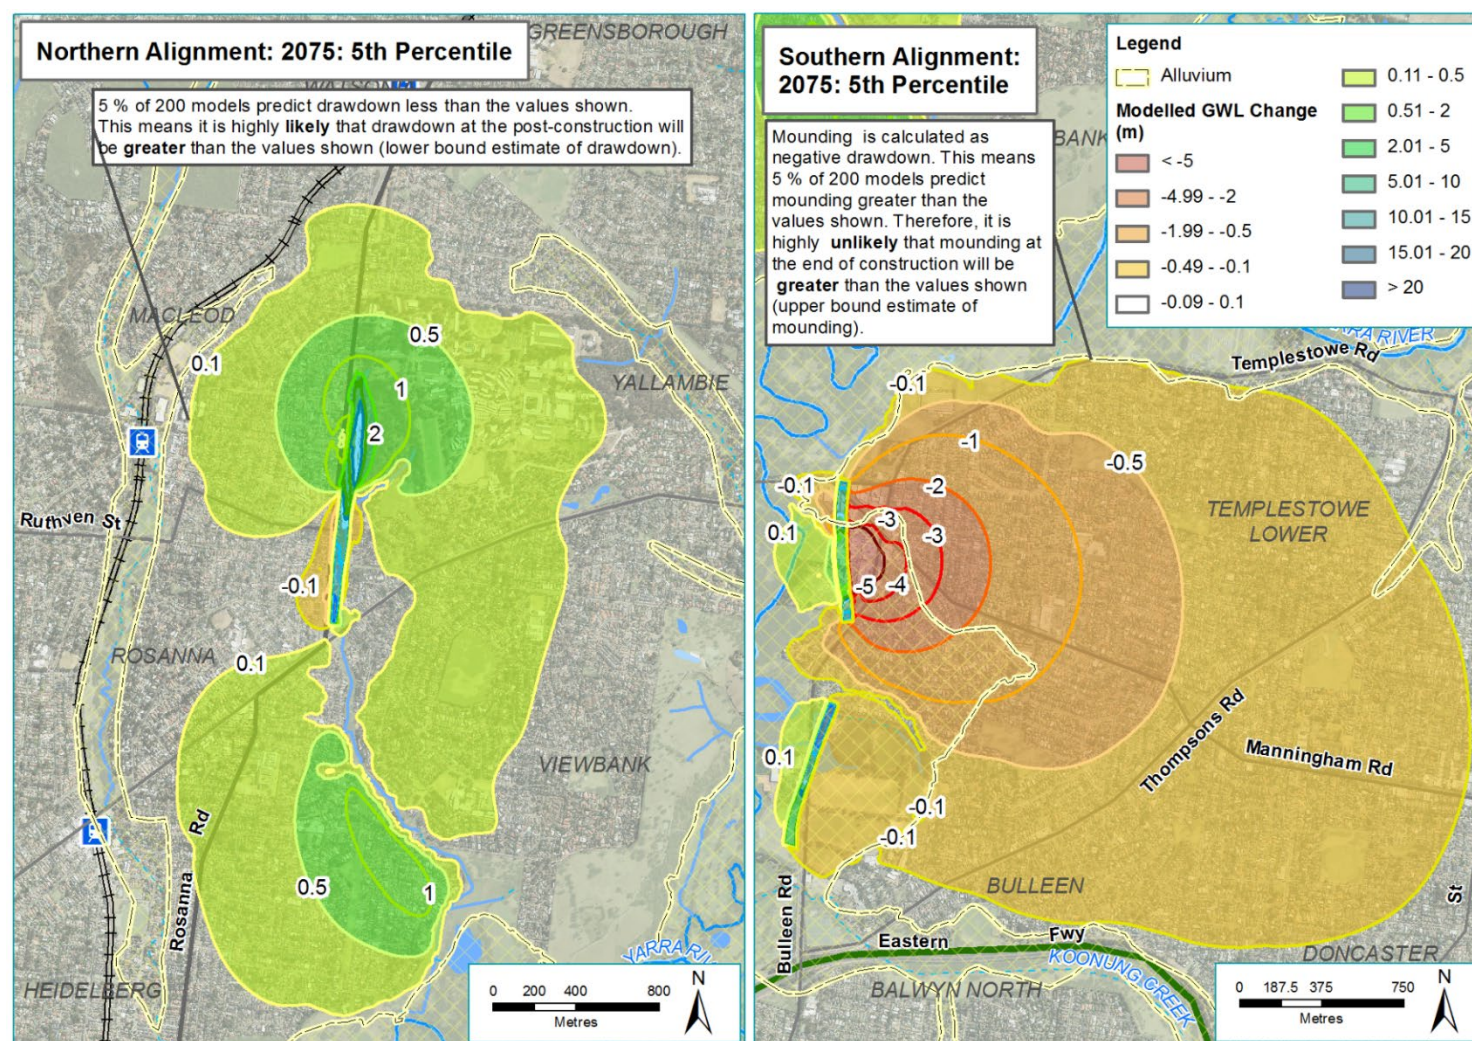 Northern Alignment: 2075: 5th Percentile
GREENSBOROUGH
WATSON
5 % of 200 models predict drawdown less than the values shown.
This means it is highly likely that drawdown at the post-construction will
be greater than the values shown (lower bound estimate of drawdown).
MACLEOD
0.1
0.5
YALLAMBIE
1
2
Ruthven St
-0.1
ROSANNA
0.1
VIEWBANK
Rosanna Rd
0.5
1
HEIDELBERG
YARRA RIV
0 200 400 800
Metres
N
Southern Alignment:
2075: 5th Percentile
BANK
Mounding is calculated as
negative drawdown. This means
5 % of 200 models predict
mounding greater than the
values shown. Therefore, it is
highly unlikely that mounding at
the end of construction will be
greater than the values shown
(upper bound estimate of
mounding).
Legend
Alluvium
Modelled GWL Change
(m)
< -5
-4.99 - -2
-1.99 - -0.5
-0.49 - -0.1
-0.09 - 0.1
0.11 - 0.5
0.51 - 2
2.01 - 5
5.01 - 10
10.01 - 15
15.01 - 20
> 20
ARRA RIVER
Templestowe Rd
-0.1
-1
-0.5
-0.1
-2
-3
-3
0.1
TEMPLESTOWE
LOWER
-5
-4
0.1
Thompsons Rd
Manningham Rd
-0.1
-0.1
BULLEEN
Bulleen Rd
St
Eastern Fwy
DONCASTER
KOONUNG CREEK
BALWYN NORTH
0 187.5 375 750
Metres
N